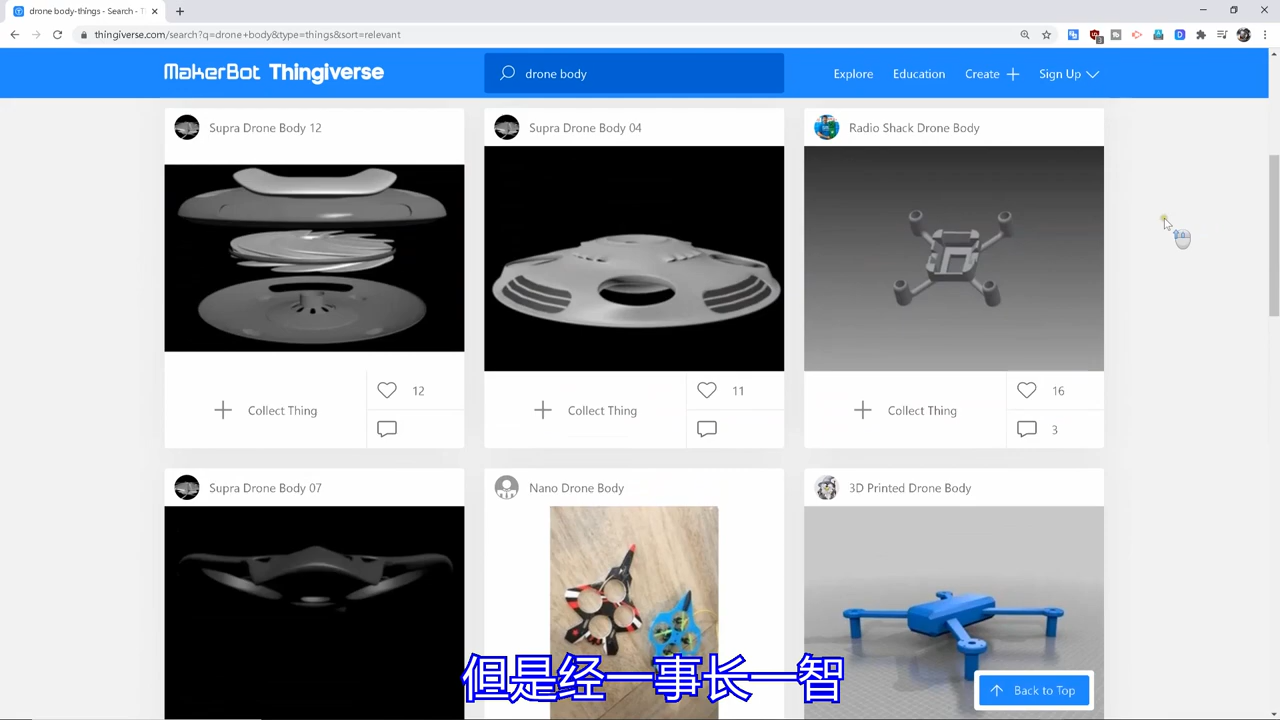 drone body-things - Search - T
thingiverse.com/search?q=drone+body&type=things&sort=relevant
MakerBot Thingiverse
drone body
Explore
Education
Create
Sign Up
Supra Drone Body 12
Supra Drone Body 04
Radio Shack Drone Body
Collect Thing
12
Collect Thing
11
Collect Thing
16
3
Supra Drone Body 07
Nano Drone Body
3D Printed Drone Body
但是经一事长一智
Back to Top